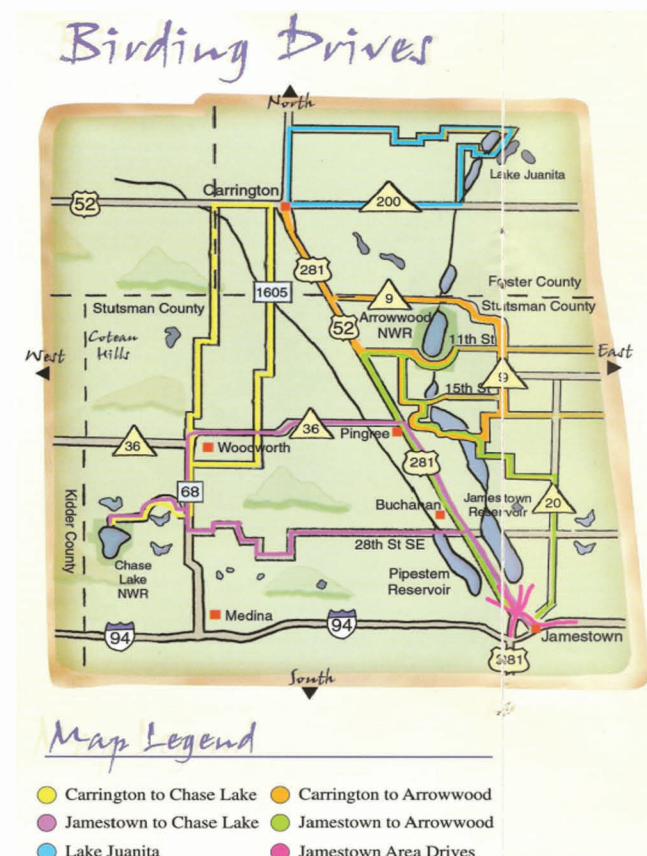 Birding Drives
North
Lake Juanita
Carrington
52
200
281
Foster County
1605
9
Stutsman County
Stutsman County
Arrowwood
NWR
52
Coteau
Hills
11th St
West
East
9
15th St
36
36
Pingree
Woodworth
281
68
Jamestown
Reservoir
20
Buchanan
Kidder County
28th St SE
Chase
Lake
NWR
Pipestem
Reservoir
Medina
94
94
Jamestown
281
South
Map Legend
Carrington to Chase Lake
Carrington to Arrowwood
Jamestown to Chase Lake
Jamestown to Arrowwood
Lake Juanita
Jamestown Area Drives